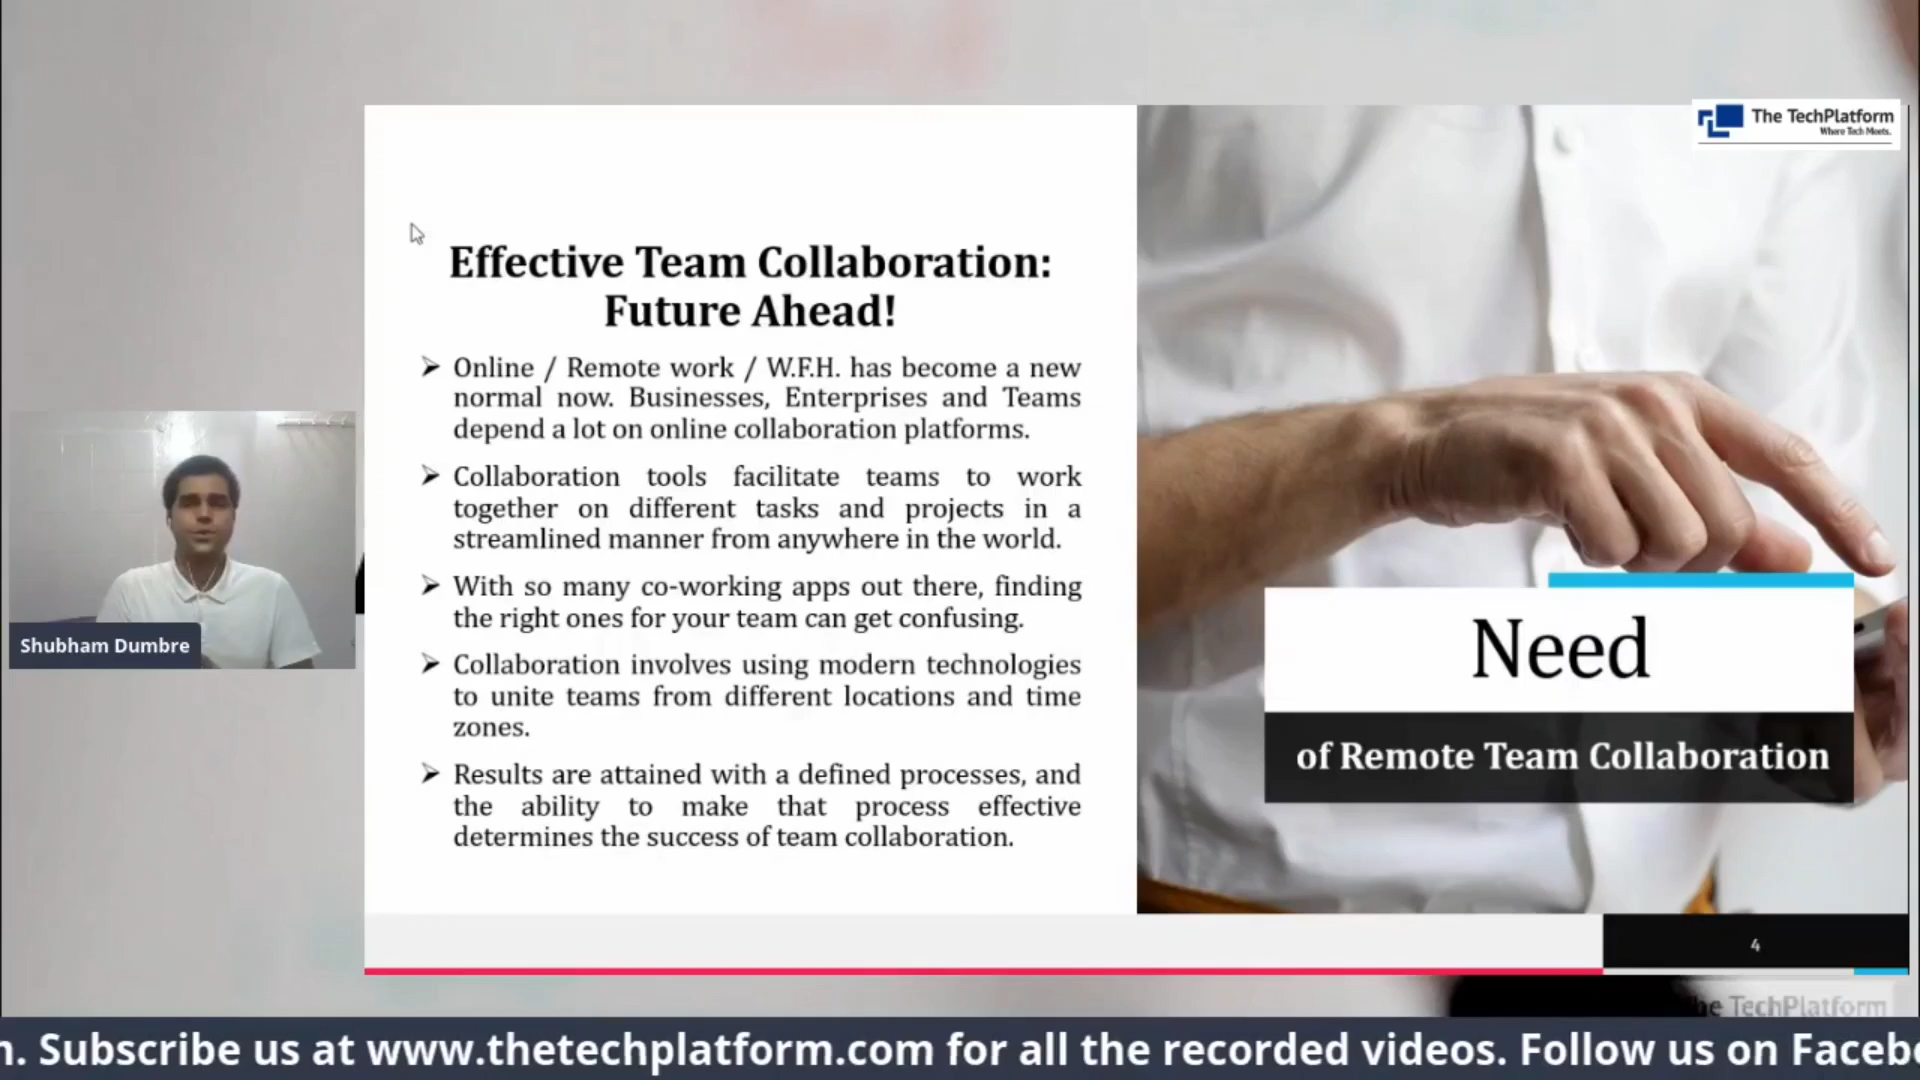 The TechPlatform
Where Tech Meets.
Effective Team Collaboration:
Future Ahead!
➢ Online / Remote work / W.F.H. has become a new
normal now. Businesses, Enterprises and Teams
depend a lot on online collaboration platforms.
➢ Collaboration tools facilitate teams to work
together on different tasks and projects in a
streamlined manner from anywhere in the world.
➢ With so many co-working apps out there, finding
the right ones for your team can get confusing.
➢ Collaboration involves using modern technologies
to unite teams from different locations and time
zones.
➢ Results are attained with a defined processes, and
the ability to make that process effective
determines the success of team collaboration.
Need
of Remote Team Collaboration
Shubham Dumbre
4
he TechPlatform
n. Subscribe us at www.thetechplatform.com for all the recorded videos. Follow us on Facebo